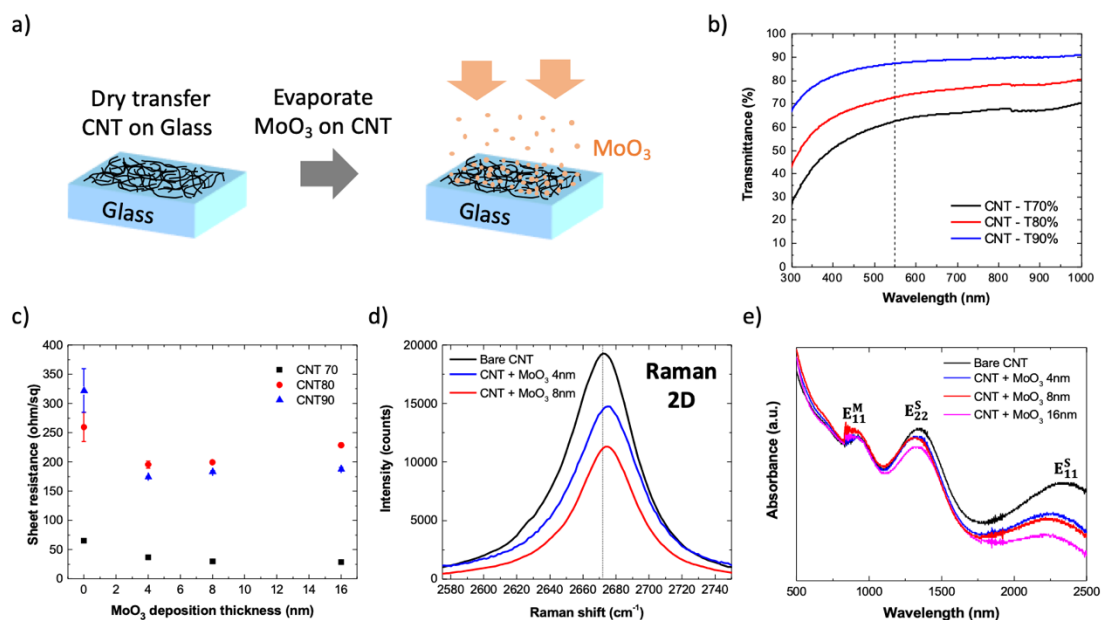 a)
Dry transfer
CNT on Glass
Glass
Evaporate
MoO₃ on CNT
MoO₃
Glass
b)
100
90
80
70
60
50
40
30
20
10
0
Transmittance (%)
CNT - T70%
CNT - T80%
CNT - T90%
300 400 500 600 700 800 900 1000
Wavelength (nm)
c)
400
350
300
250
200
150
100
50
0
Sheet resistance (ohm/sq)
CNT 70
CNT80
CNT90
0 2 4 6 8 10 12 14 16
MoO₃ deposition thickness (nm)
d)
20000
15000
10000
5000
0
Intensity (counts)
Bare CNT
CNT + MoO₃ 4nm
CNT + MoO₃ 8nm
Raman
2D
2580 2600 2620 2640 2660 2680 2700 2720 2740
Raman shift (cm⁻¹)
e)
Absorbance (a.u.)
Bare CNT
CNT + MoO₃ 4nm
CNT + MoO₃ 8nm
CNT + MoO₃ 16nm
E₁₁ᴹ
E₂₂ˢ
E₁₁ˢ
500 1000 1500 2000 2500
Wavelength (nm)